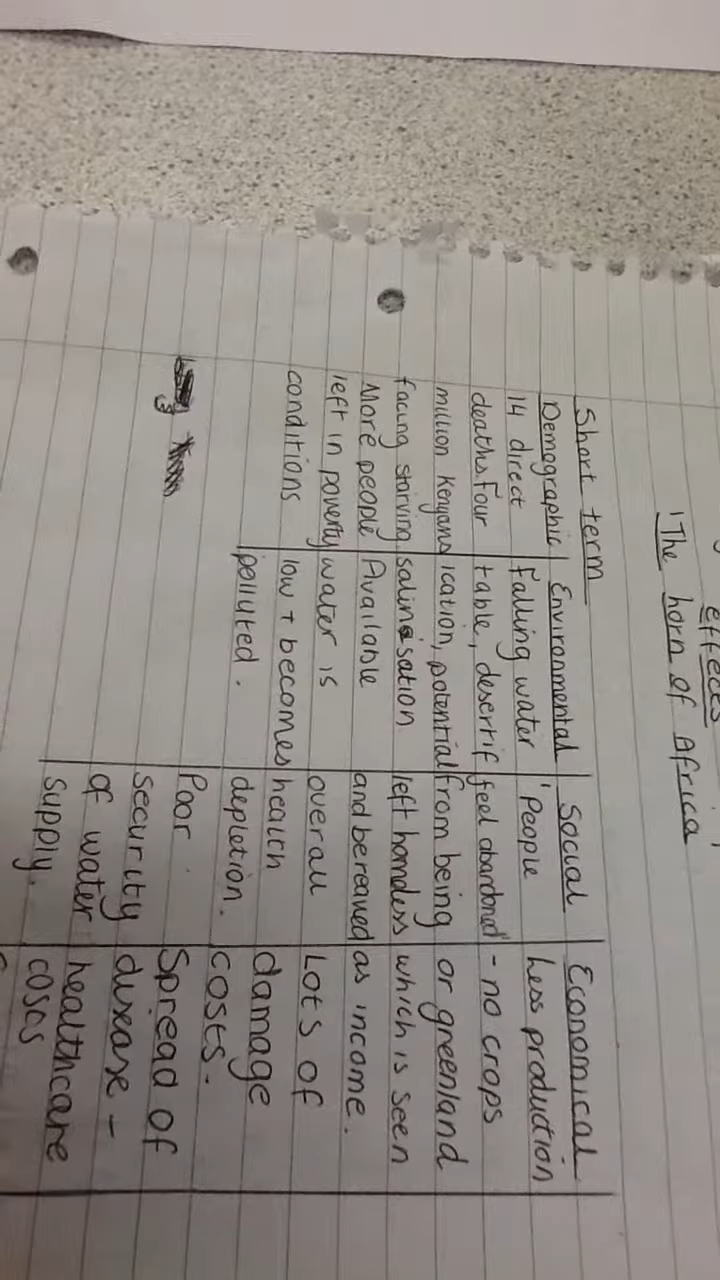 effects
'The horn of Africa
Short term
Demographic Environmental Social Economical
14 direct Falling water 'People Less production
deaths. Four table, desertif feel abandoned' - no crops
million Kenyans ication, potential from being or greenland
facing starving. salinisation left homeless which is seen
More people Available and bereaved as income.
left in poverty water is overall Lots of
conditions low + becomes health damage
polluted. depletion. costs.
Poor Spread of
security disease -
of water healthcare
supply. costs